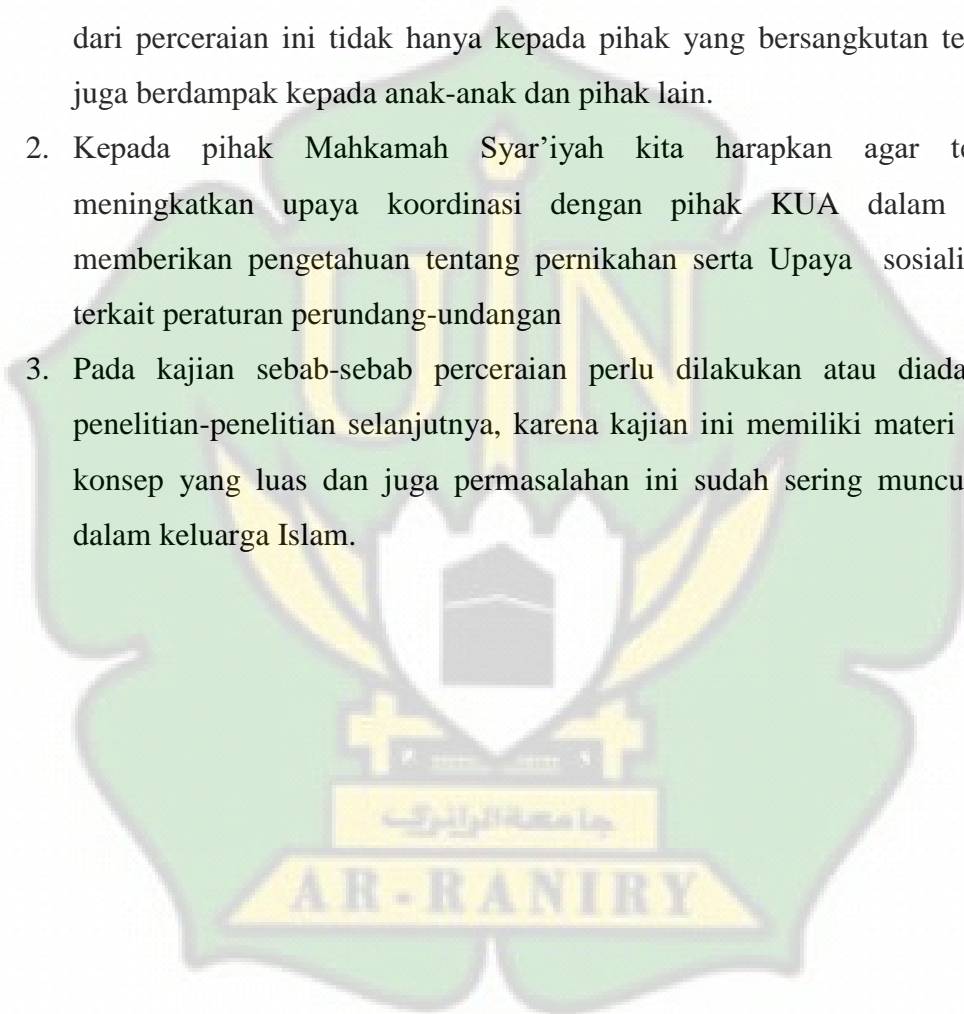 dari perceraian ini tidak hanya kepada pihak yang bersangkutan te
juga berdampak kepada anak-anak dan pihak lain.
2. Kepada pihak Mahkamah Syar’iyah kita harapkan agar te
meningkatkan upaya koordinasi dengan pihak KUA dalam
memberikan pengetahuan tentang pernikahan serta Upaya sosiali
terkait peraturan perundang-undangan
3. Pada kajian sebab-sebab perceraian perlu dilakukan atau diada
penelitian-penelitian selanjutnya, karena kajian ini memiliki materi
konsep yang luas dan juga permasalahan ini sudah sering muncu
dalam keluarga Islam.
UIN
جامعة الرانري
AR-RANIRY